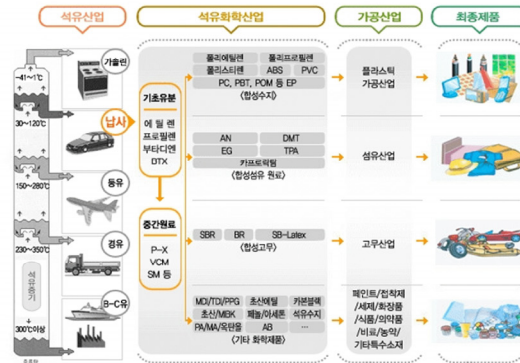 석유산업
석유화학산업
가공산업
최종제품
-41~1℃
가솔린
30~120℃
납사
150~280℃
등유
230~350℃
경유
석유증기
300℃이상
B-C유
기초유분
에 틸 렌
프로필렌
부타디엔
BTX
중간원료
P-X
VCM
SM 등
폴리에틸렌
폴리프로필렌
폴리스티렌
ABS
PVC
PC, PBT, POM 등 EP
<합성수지>
AN
DMT
EG
TPA
카프로락탐
<합성섬유 원료>
SBR
BR
SB-Latex
<합성고무>
MDI/TDI/PPG
초산에틸
카본블랙
초산/MIBK
페놀/아세톤
석유수지
PA/MA/옥탄올
AB
...
<기타 화학제품>
플라스틱
가공산업
섬유산업
고무산업
페인트/접착제
/세제/화장품
/식품/의약품
/비료/농약/
기타특수소재